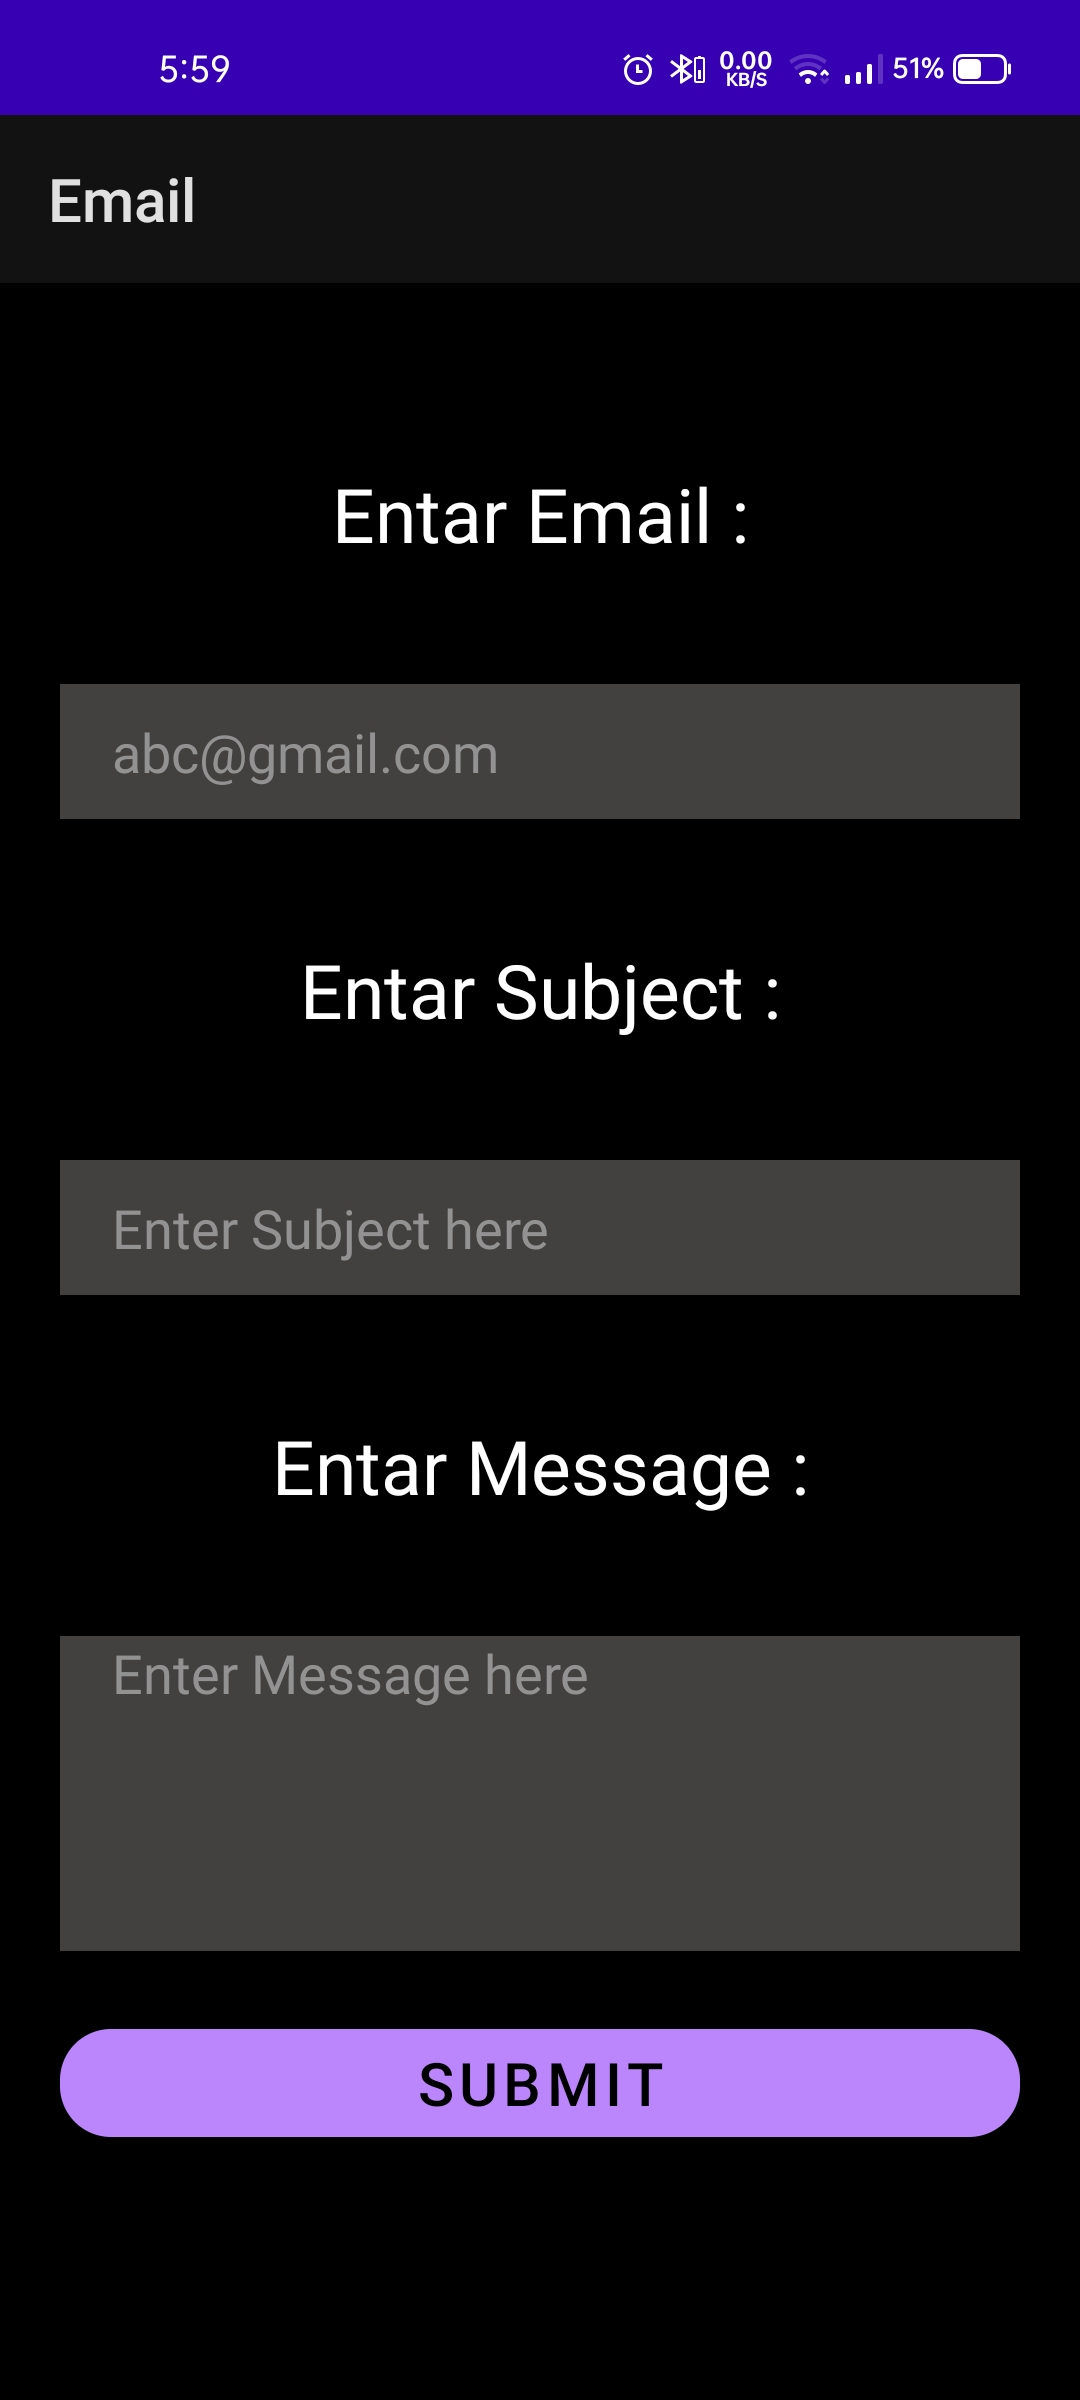 5:59 0.00 KB/S 51%
Email
Entar Email :
abc@gmail.com
Entar Subject :
Enter Subject here
Entar Message :
Enter Message here
SUBMIT